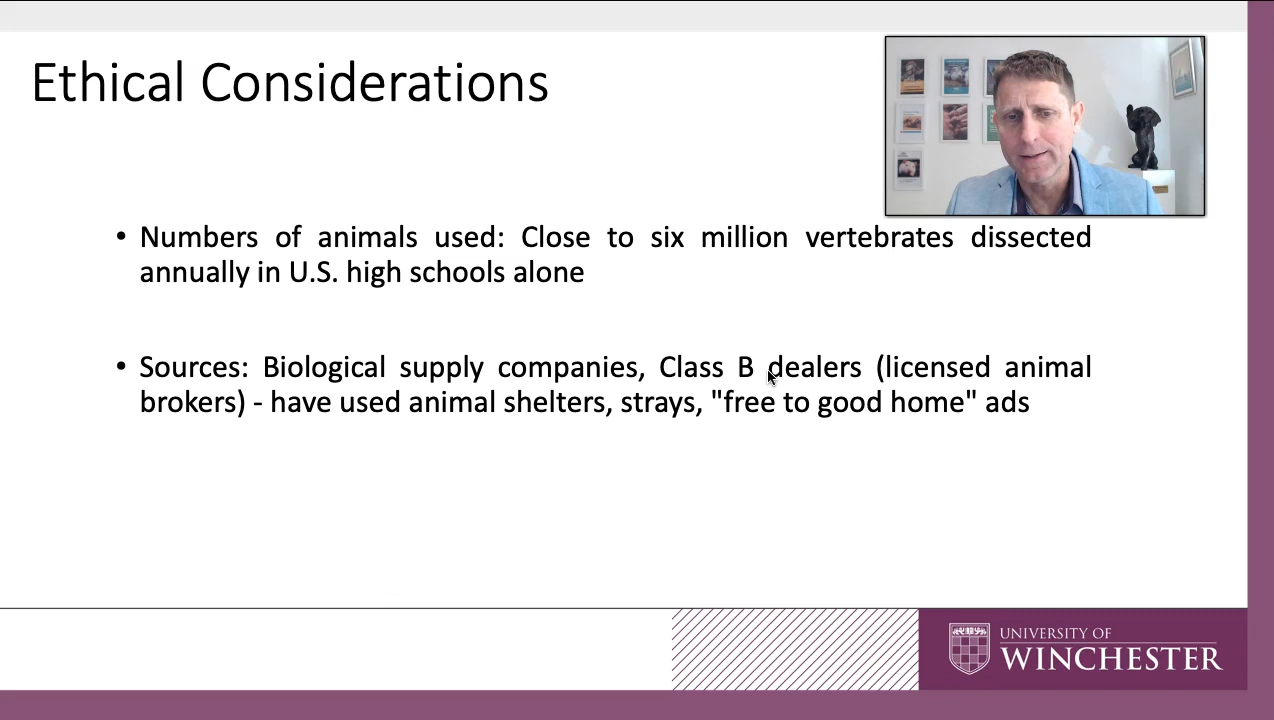 Ethical Considerations
• Numbers of animals used: Close to six million vertebrates dissected
annually in U.S. high schools alone
• Sources: Biological supply companies, Class B dealers (licensed animal
brokers) - have used animal shelters, strays, "free to good home" ads
UNIVERSITY OF
WINCHESTER